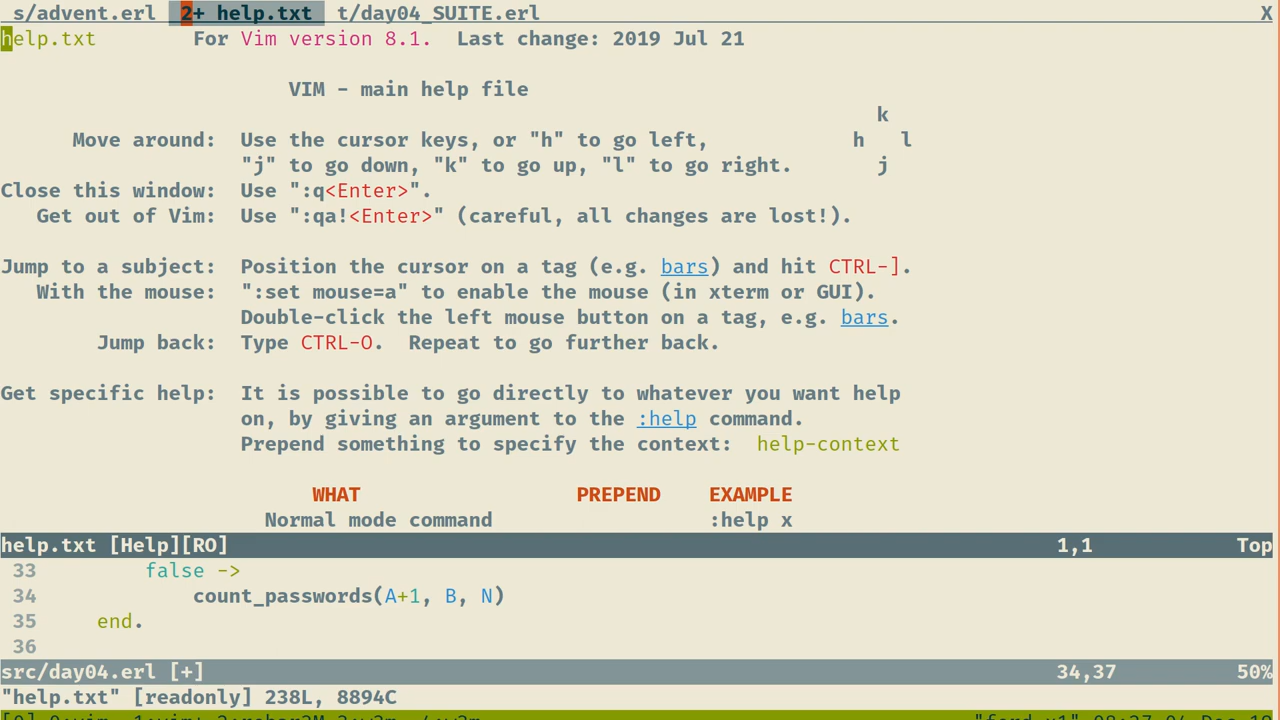 s/advent.erl  2+ help.txt  t/day04_SUITE.erl X
help.txt        For Vim version 8.1.  Last change: 2019 Jul 21
VIM - main help file
k
Move around:  Use the cursor keys, or "h" to go left,            h   l
"j" to go down, "k" to go up, "l" to go right.       j
Close this window:  Use ":q<Enter>".
Get out of Vim:  Use ":qa!<Enter>" (careful, all changes are lost!).
Jump to a subject:  Position the cursor on a tag (e.g. bars) and hit CTRL-].
With the mouse:  ":set mouse=a" to enable the mouse (in xterm or GUI).
Double-click the left mouse button on a tag, e.g. bars.
Jump back:  Type CTRL-O.  Repeat to go further back.
Get specific help:  It is possible to go directly to whatever you want help
on, by giving an argument to the :help command.
Prepend something to specify the context:  help-context
WHAT                  PREPEND    EXAMPLE
Normal mode command                  :help x
help.txt [Help][RO] 1,1 Top
33         false ->
34             count_passwords(A+1, B, N)
35     end.
36
src/day04.erl [+] 34,37 50%
"help.txt" [readonly] 238L, 8894C